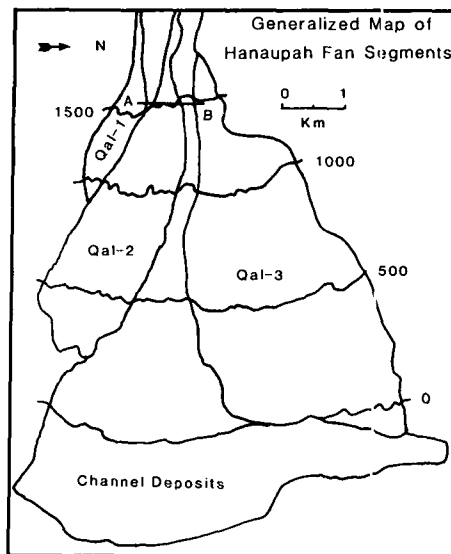 Generalized Map of
Hanaupah Fan Segments
N
0 1
Km
A
B
1500
Qal-1
1000
Qal-2
Qal-3
500
0
Channel Deposits